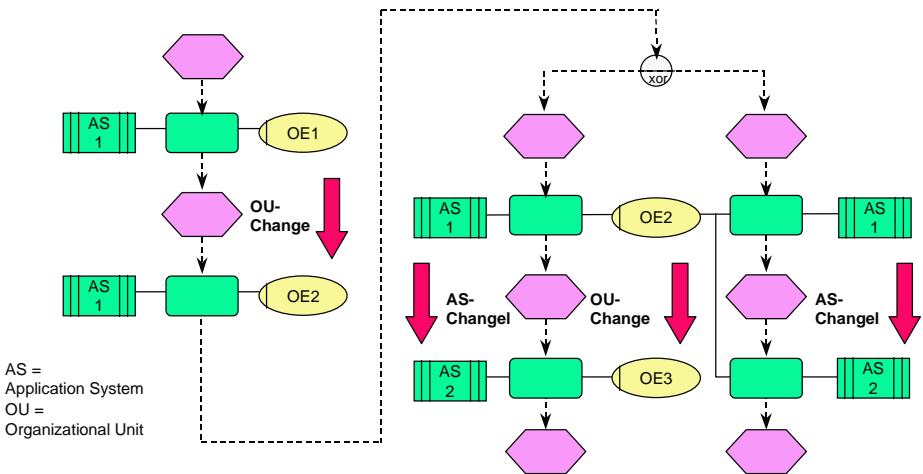 xor
AS
1
OE1
OU-
Change
AS
1
OE2
AS
1
OE2
AS
1
AS-
Changel
OU-
Change
AS-
Changel
AS
2
OE3
AS
2
AS =
Application System
OU =
Organizational Unit